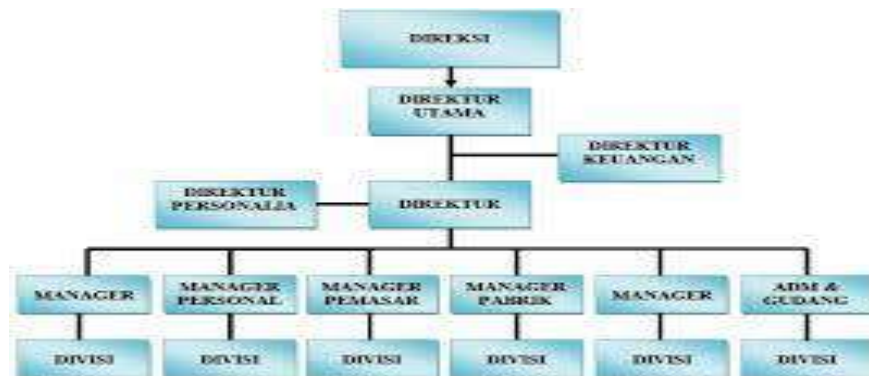 DIREKSI
DIREKTUR
UTAMA
DIREKTUR
KEUANGAN
DIREKTUR
PERSONALIA
DIREKTUR
MANAGER
MANAGER
PERSONAL
MANAGER
PEMASAR
MANAGER
PABRIK
MANAGER
ADM &
GUDANG
DIVISI
DIVISI
DIVISI
DIVISI
DIVISI
DIVISI